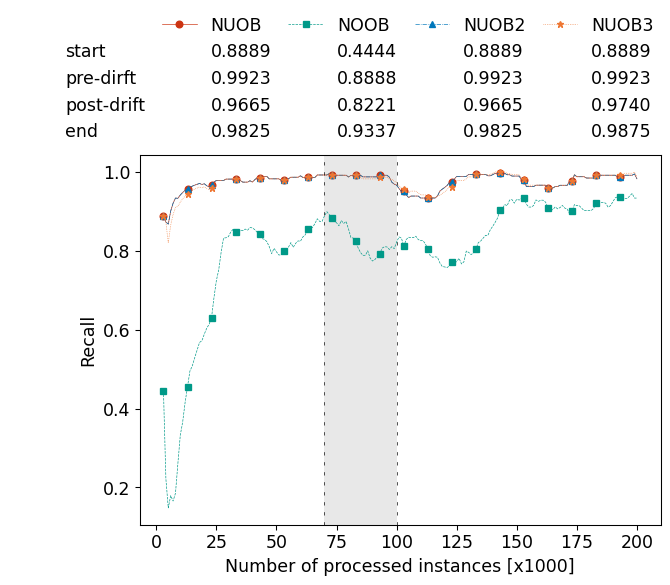 NUOB NOOB NUOB2 NUOB3
start 0.8889 0.4444 0.8889 0.8889
pre-dirft 0.9923 0.8888 0.9923 0.9923
post-drift 0.9665 0.8221 0.9665 0.9740
end 0.9825 0.9337 0.9825 0.9875
1.0
0.8
0.6
0.4
0.2
Recall
0 25 50 75 100 125 150 175 200
Number of processed instances [x1000]